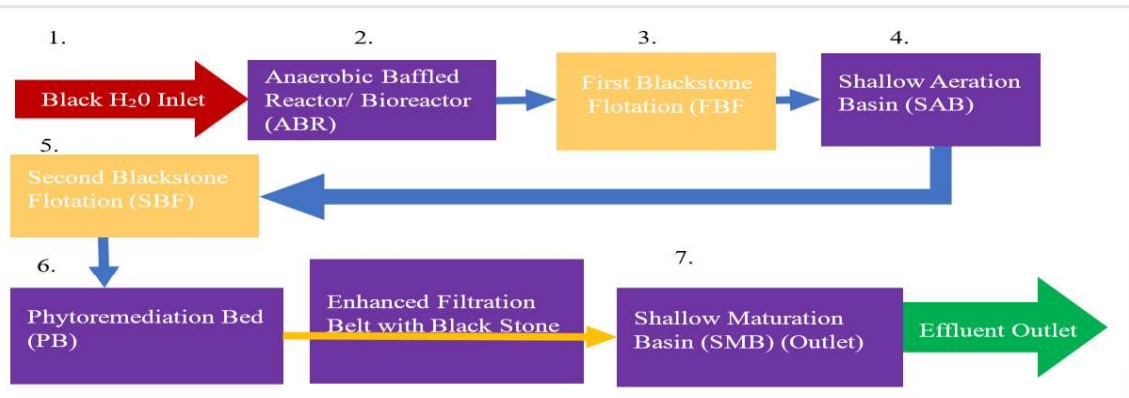 1.
Black H₂0 Inlet
2.
Anaerobic Baffled
Reactor/ Bioreactor
(ABR)
3.
First Blackstone
Flotation (FBF
4.
Shallow Aeration
Basin (SAB)
5.
Second Blackstone
Flotation (SBF)
6.
Phytoremediation Bed
(PB)
Enhanced Filtration
Belt with Black Stone
7.
Shallow Maturation
Basin (SMB) (Outlet)
Effluent Outlet